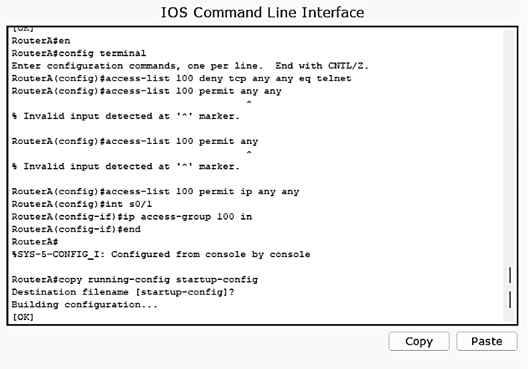 IOS Command Line Interface
[OK]
RouterA#en
RouterA#config terminal
Enter configuration commands, one per line.  End with CNTL/Z.
RouterA(config)#access-list 100 deny tcp any any eq telnet
RouterA(config)#access-list 100 permit any any
^
% Invalid input detected at '^' marker.
RouterA(config)#access-list 100 permit any
^
% Invalid input detected at '^' marker.
RouterA(config)#access-list 100 permit ip any any
RouterA(config)#int s0/1
RouterA(config-if)#ip access-group 100 in
RouterA(config-if)#end
RouterA#
%SYS-5-CONFIG_I: Configured from console by console
RouterA#copy running-config startup-config
Destination filename [startup-config]?
Building configuration...
[OK]
Copy Paste